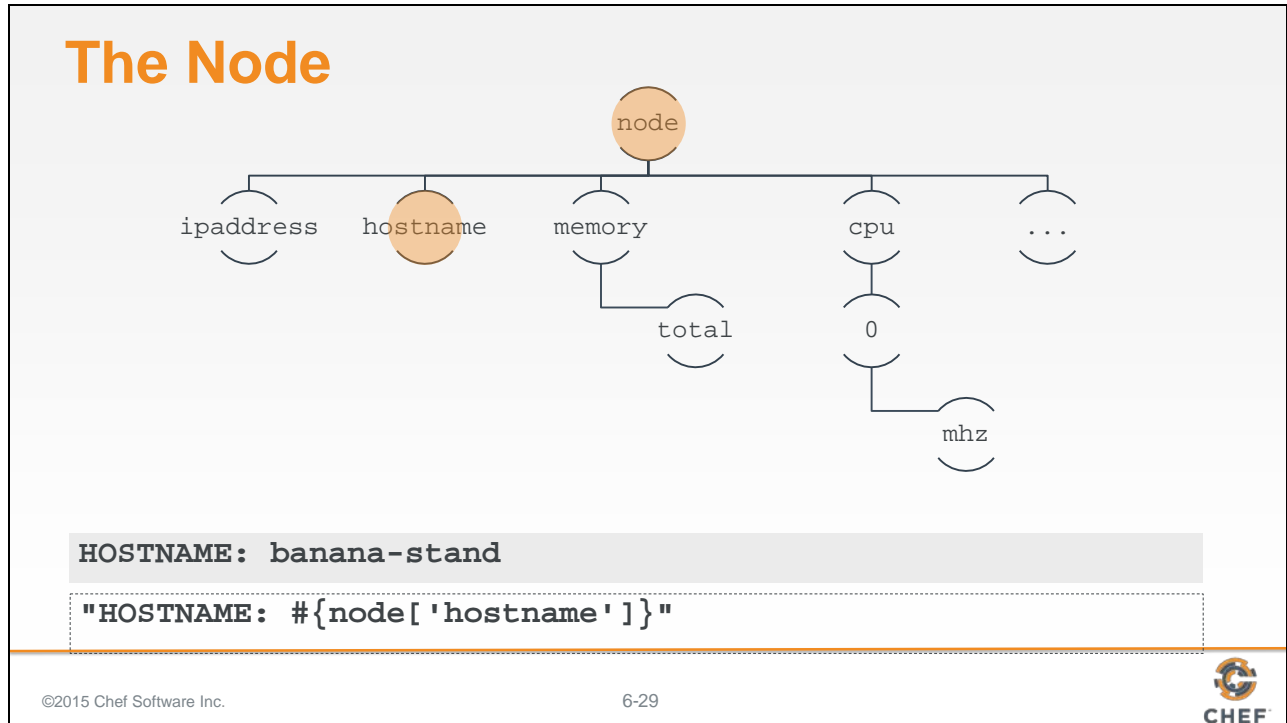 The Node
node
ipaddress hostname memory cpu ...
total 0
mhz
HOSTNAME: banana-stand
"HOSTNAME: #{node['hostname']}"
©2015 Chef Software Inc. 6-29
CHEF